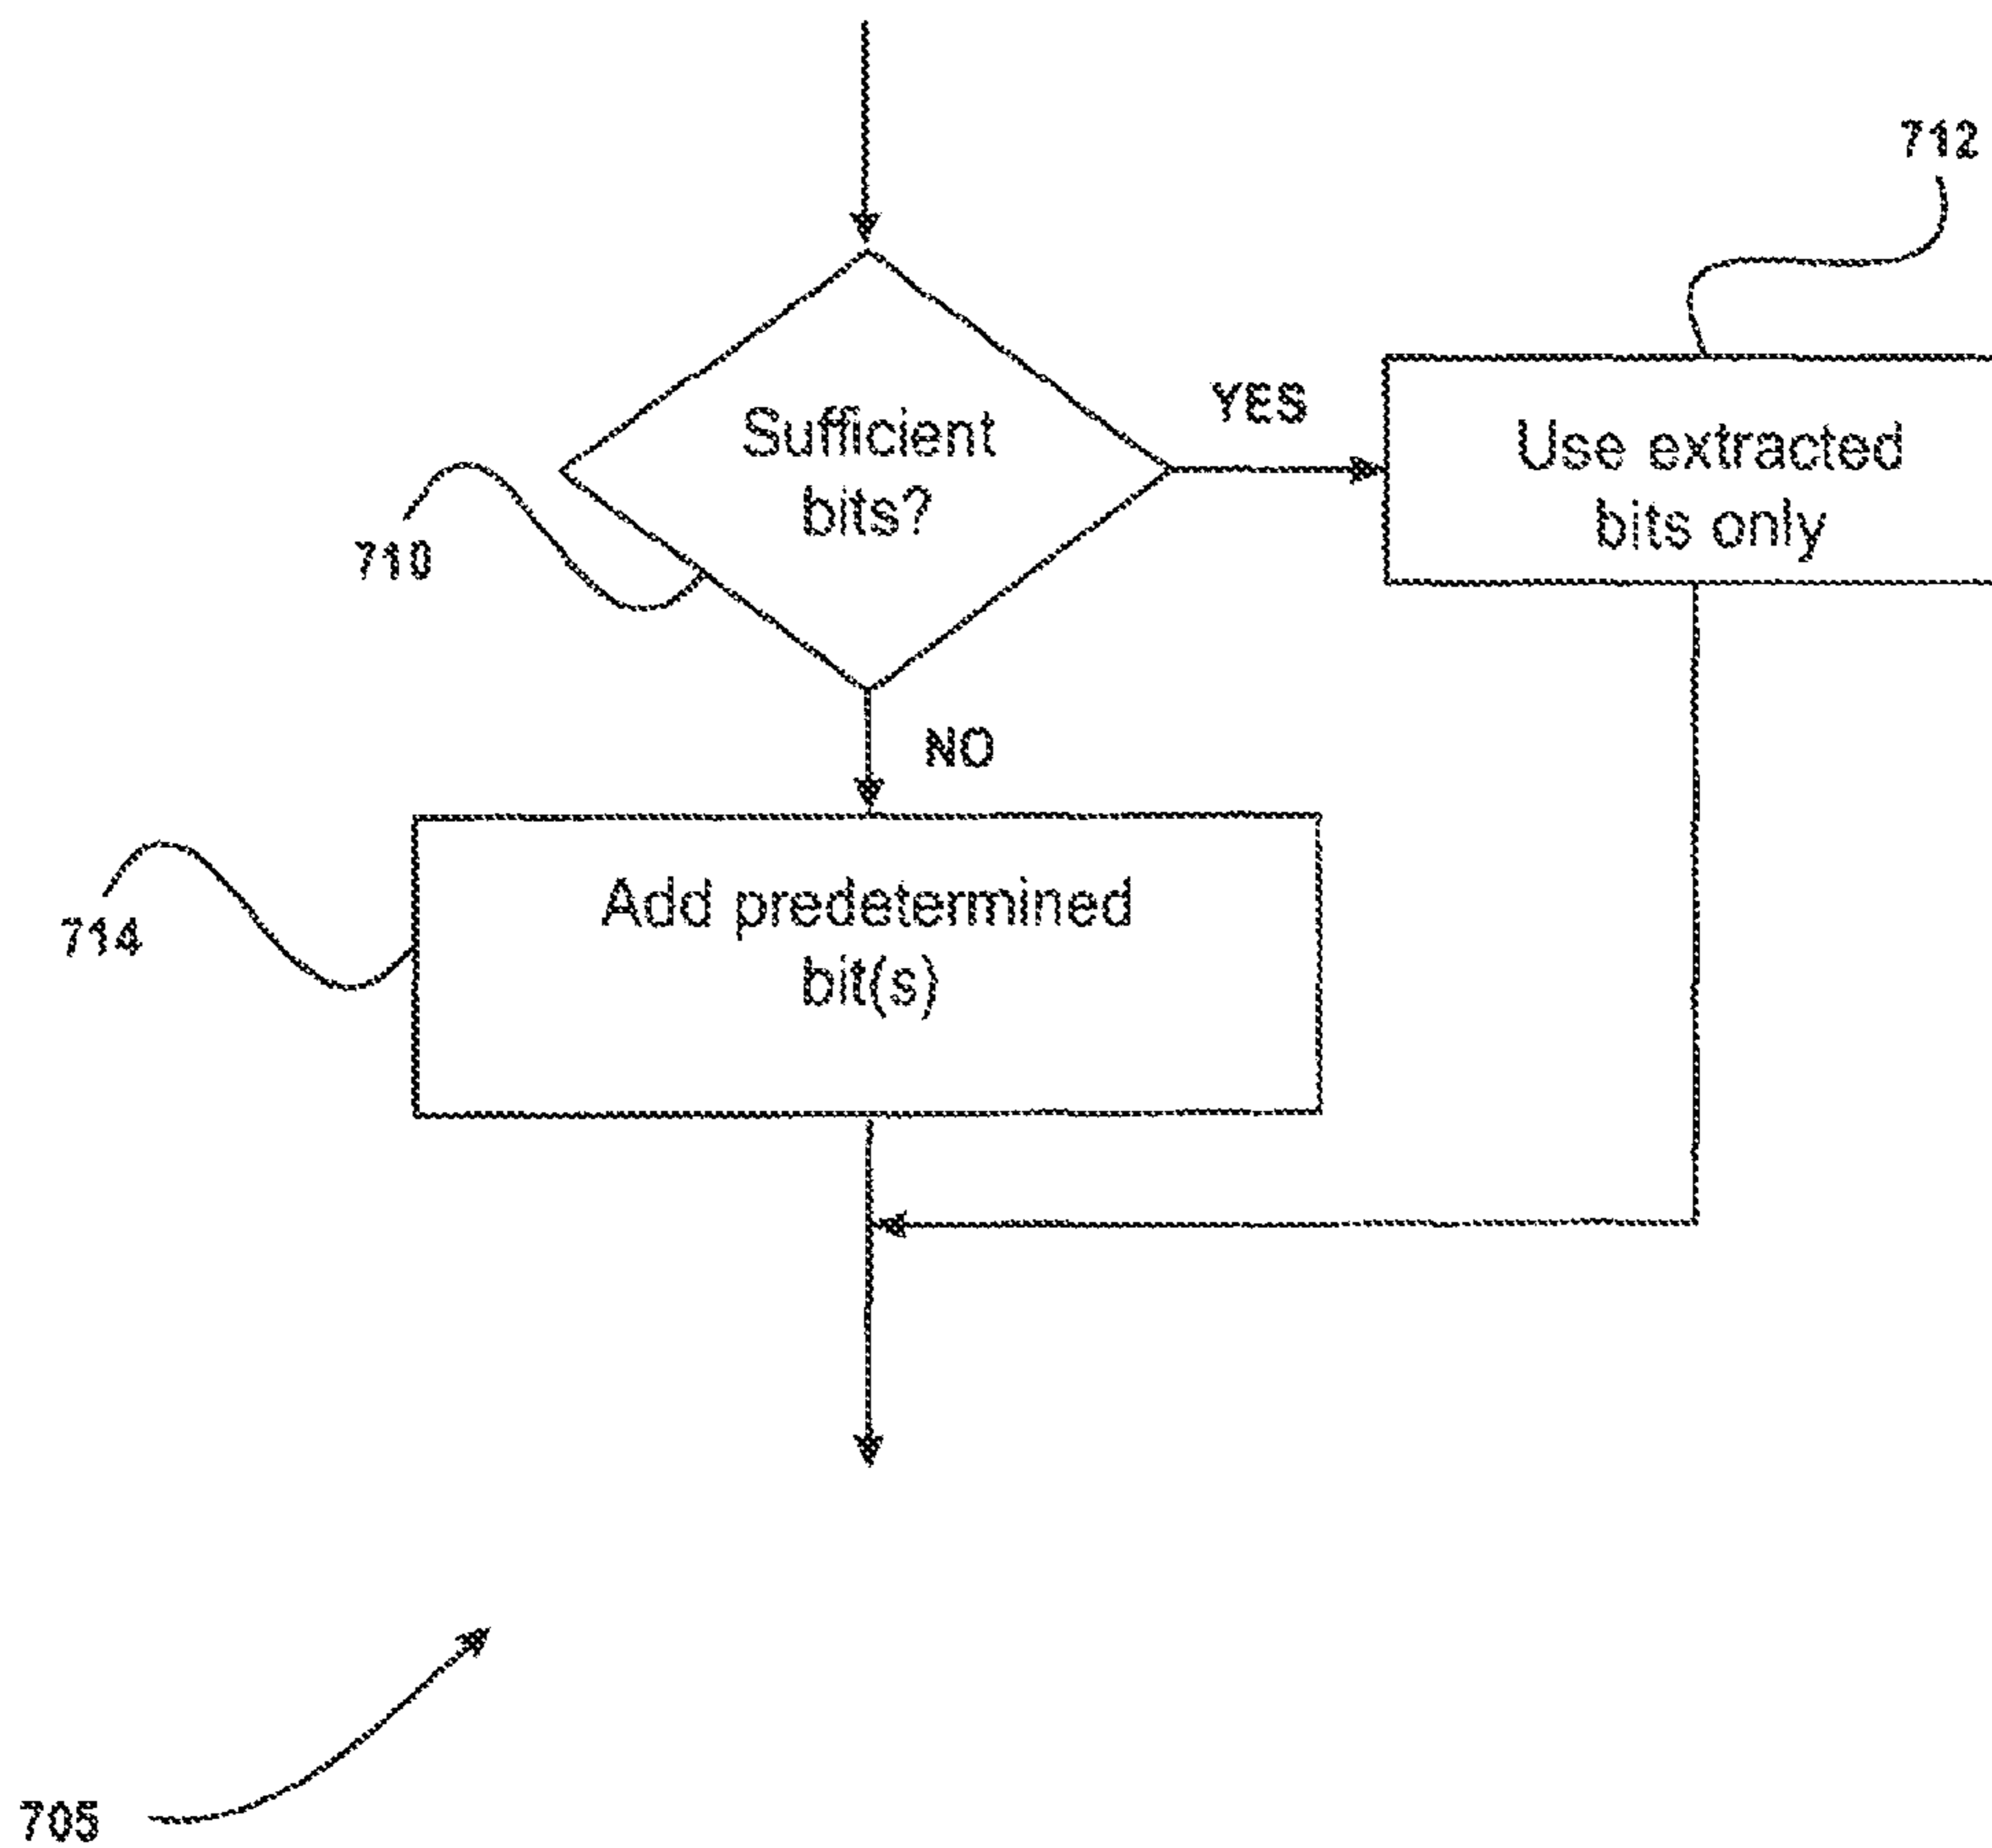 712
YES
Sufficient
bits?
Use extracted
bits only
710
NO
Add predetermined
bit(s)
714
705